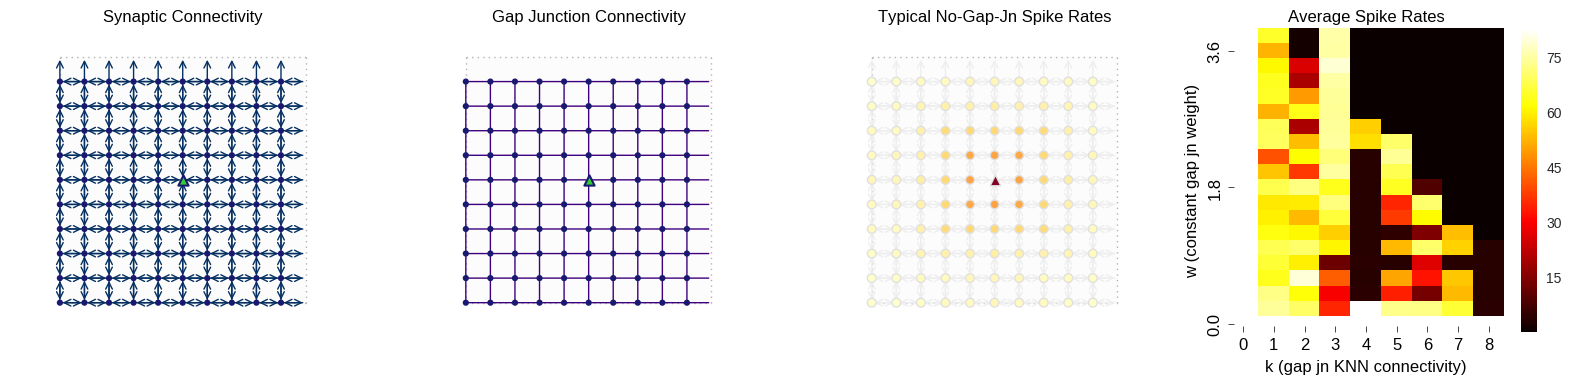 Synaptic Connectivity
Gap Junction Connectivity
Typical No-Gap-Jn Spike Rates
Average Spike Rates
w (constant gap jn weight)
3.6
1.8
0.0
0 1 2 3 4 5 6 7 8
k (gap jn KNN connectivity)
75
60
45
30
15